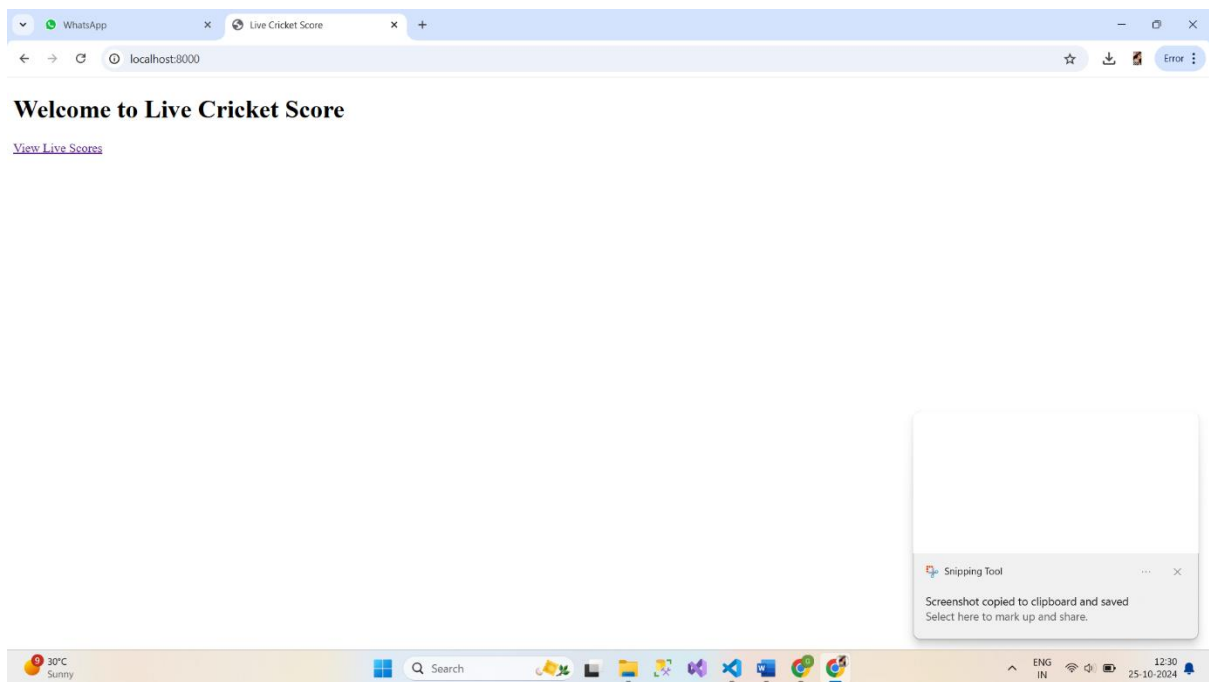 WhatsApp
Live Cricket Score
localhost:8000
Error
Welcome to Live Cricket Score
View Live Scores
Snipping Tool
Screenshot copied to clipboard and saved
Select here to mark up and share.
9
30°C
Sunny
Search
ENG
IN
12:30
25-10-2024